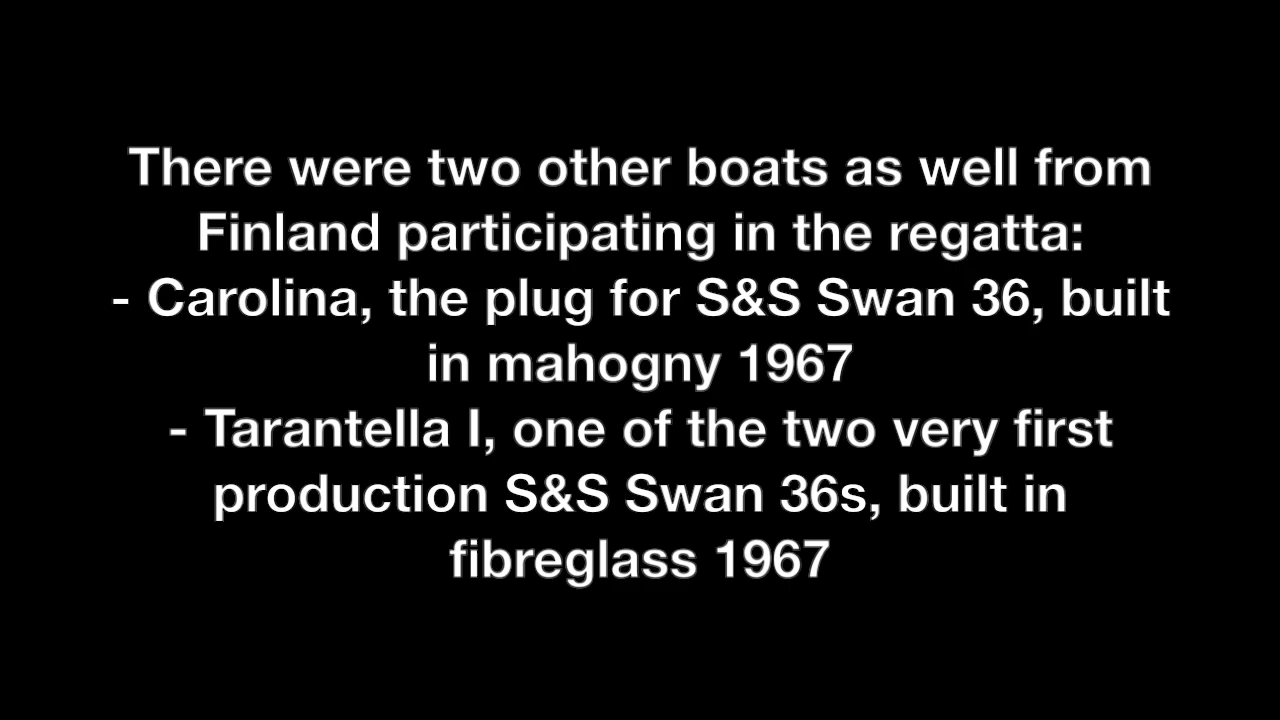 There were two other boats as well from
Finland participating in the regatta:
- Carolina, the plug for S&S Swan 36, built
in mahogny 1967
- Tarantella I, one of the two very first
production S&S Swan 36s, built in
fibreglass 1967